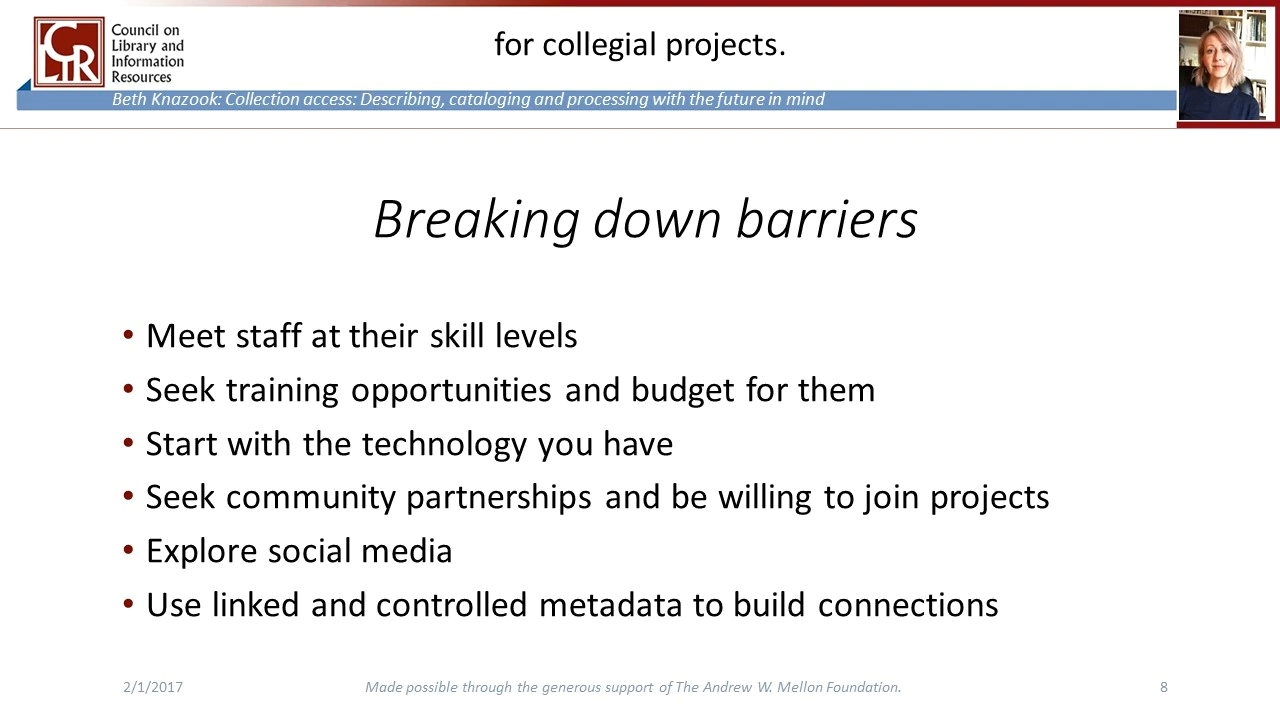 CLIR
Council on
Library and
Information
Resources
for collegial projects.
Beth Knazook: Collection access: Describing, cataloging and processing with the future in mind
Breaking down barriers
• Meet staff at their skill levels
• Seek training opportunities and budget for them
• Start with the technology you have
• Seek community partnerships and be willing to join projects
• Explore social media
• Use linked and controlled metadata to build connections
2/1/2017
Made possible through the generous support of The Andrew W. Mellon Foundation.
8